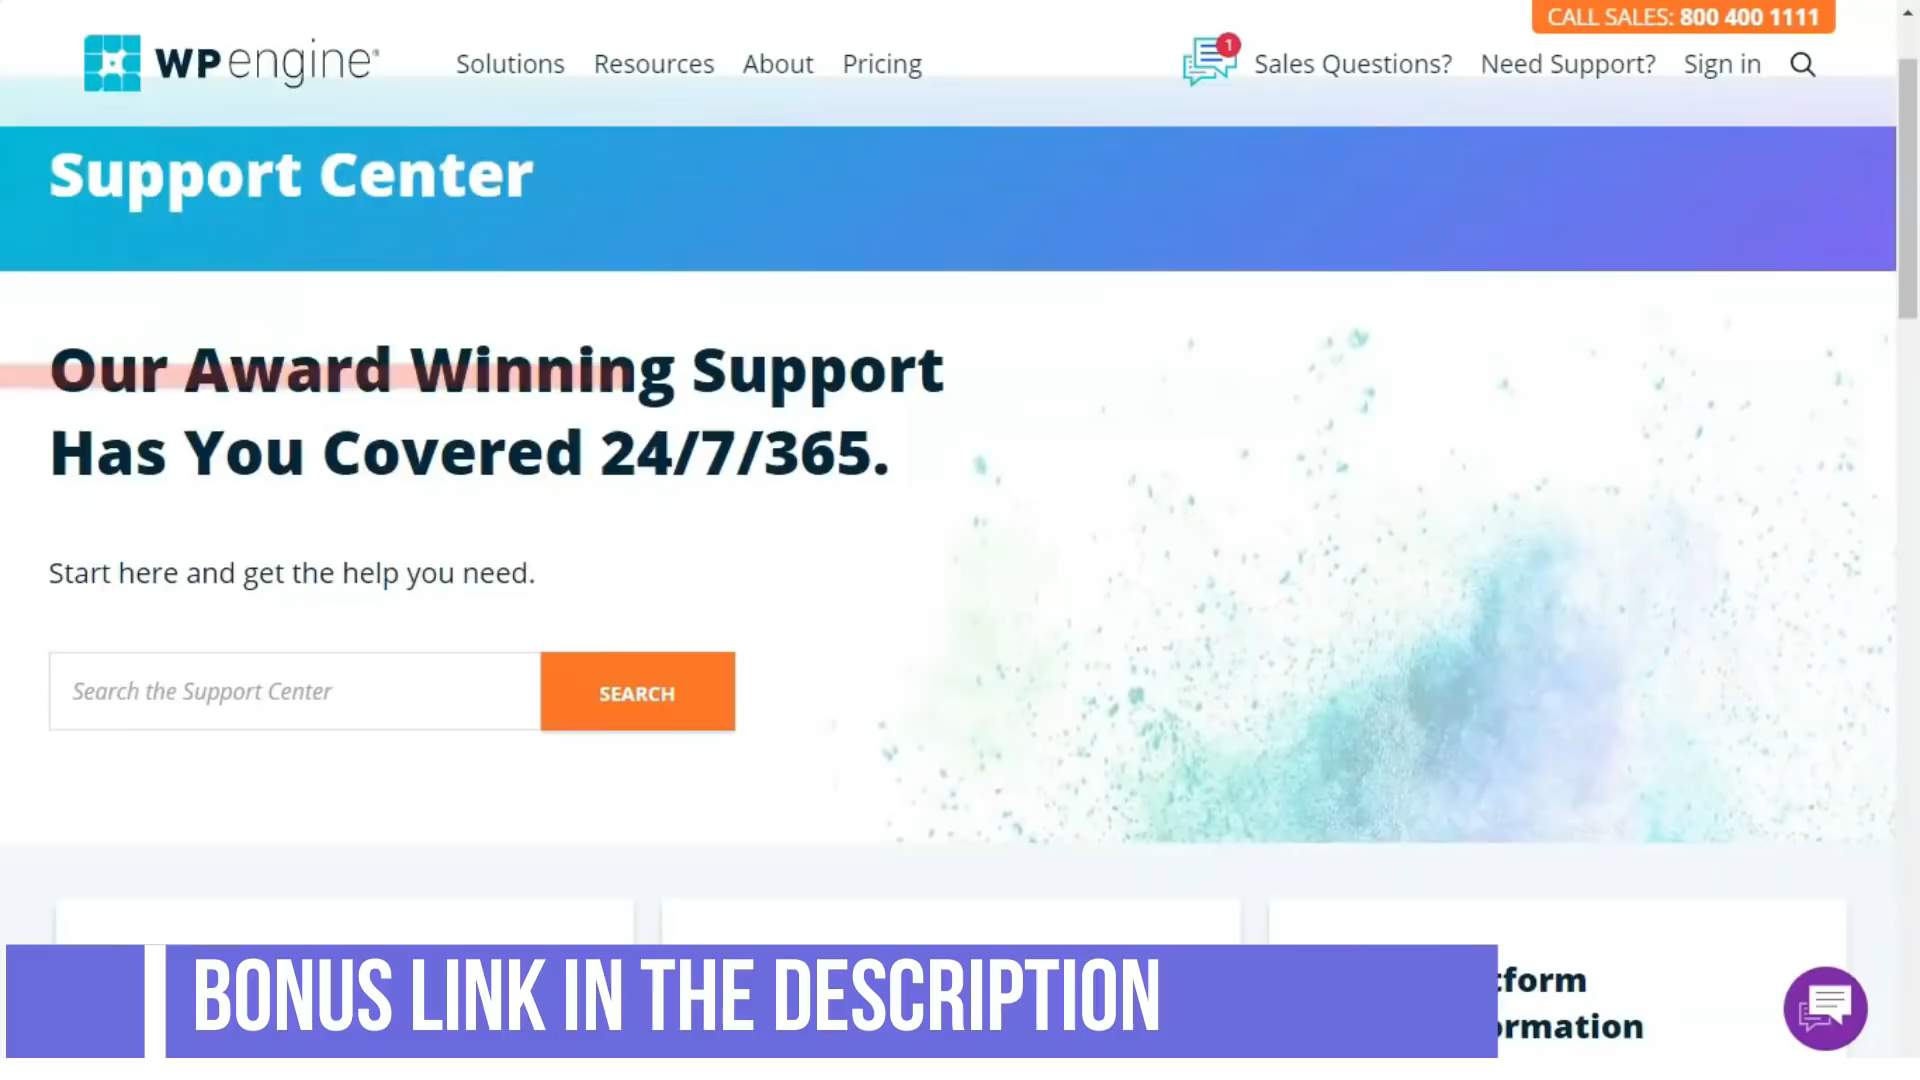 CALL SALES: 800 400 1111
WP engine®
Solutions
Resources
About
Pricing
1
Sales Questions?
Need Support?
Sign in
Support Center
Our Award Winning Support
Has You Covered 24/7/365.
Start here and get the help you need.
Search the Support Center
SEARCH
tform
ormation
BONUS LINK IN THE DESCRIPTION